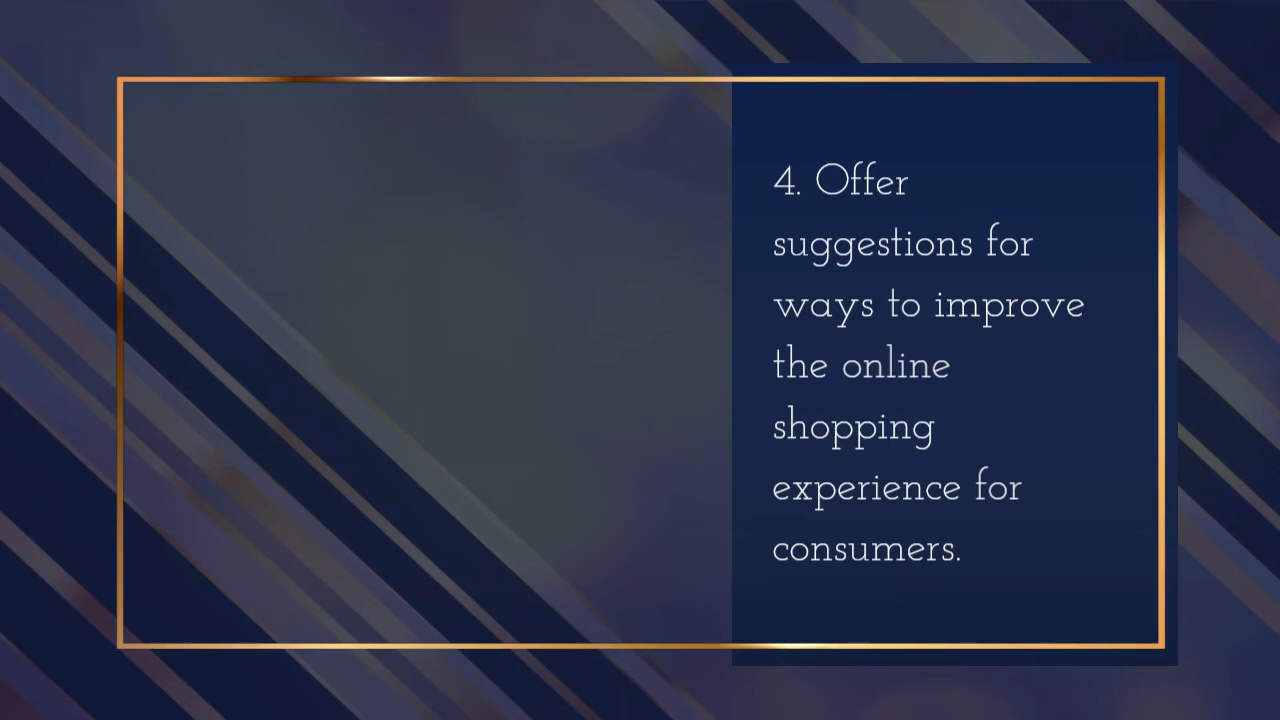 4. Offer
suggestions for
ways to improve
the online
shopping
experience for
consumers.